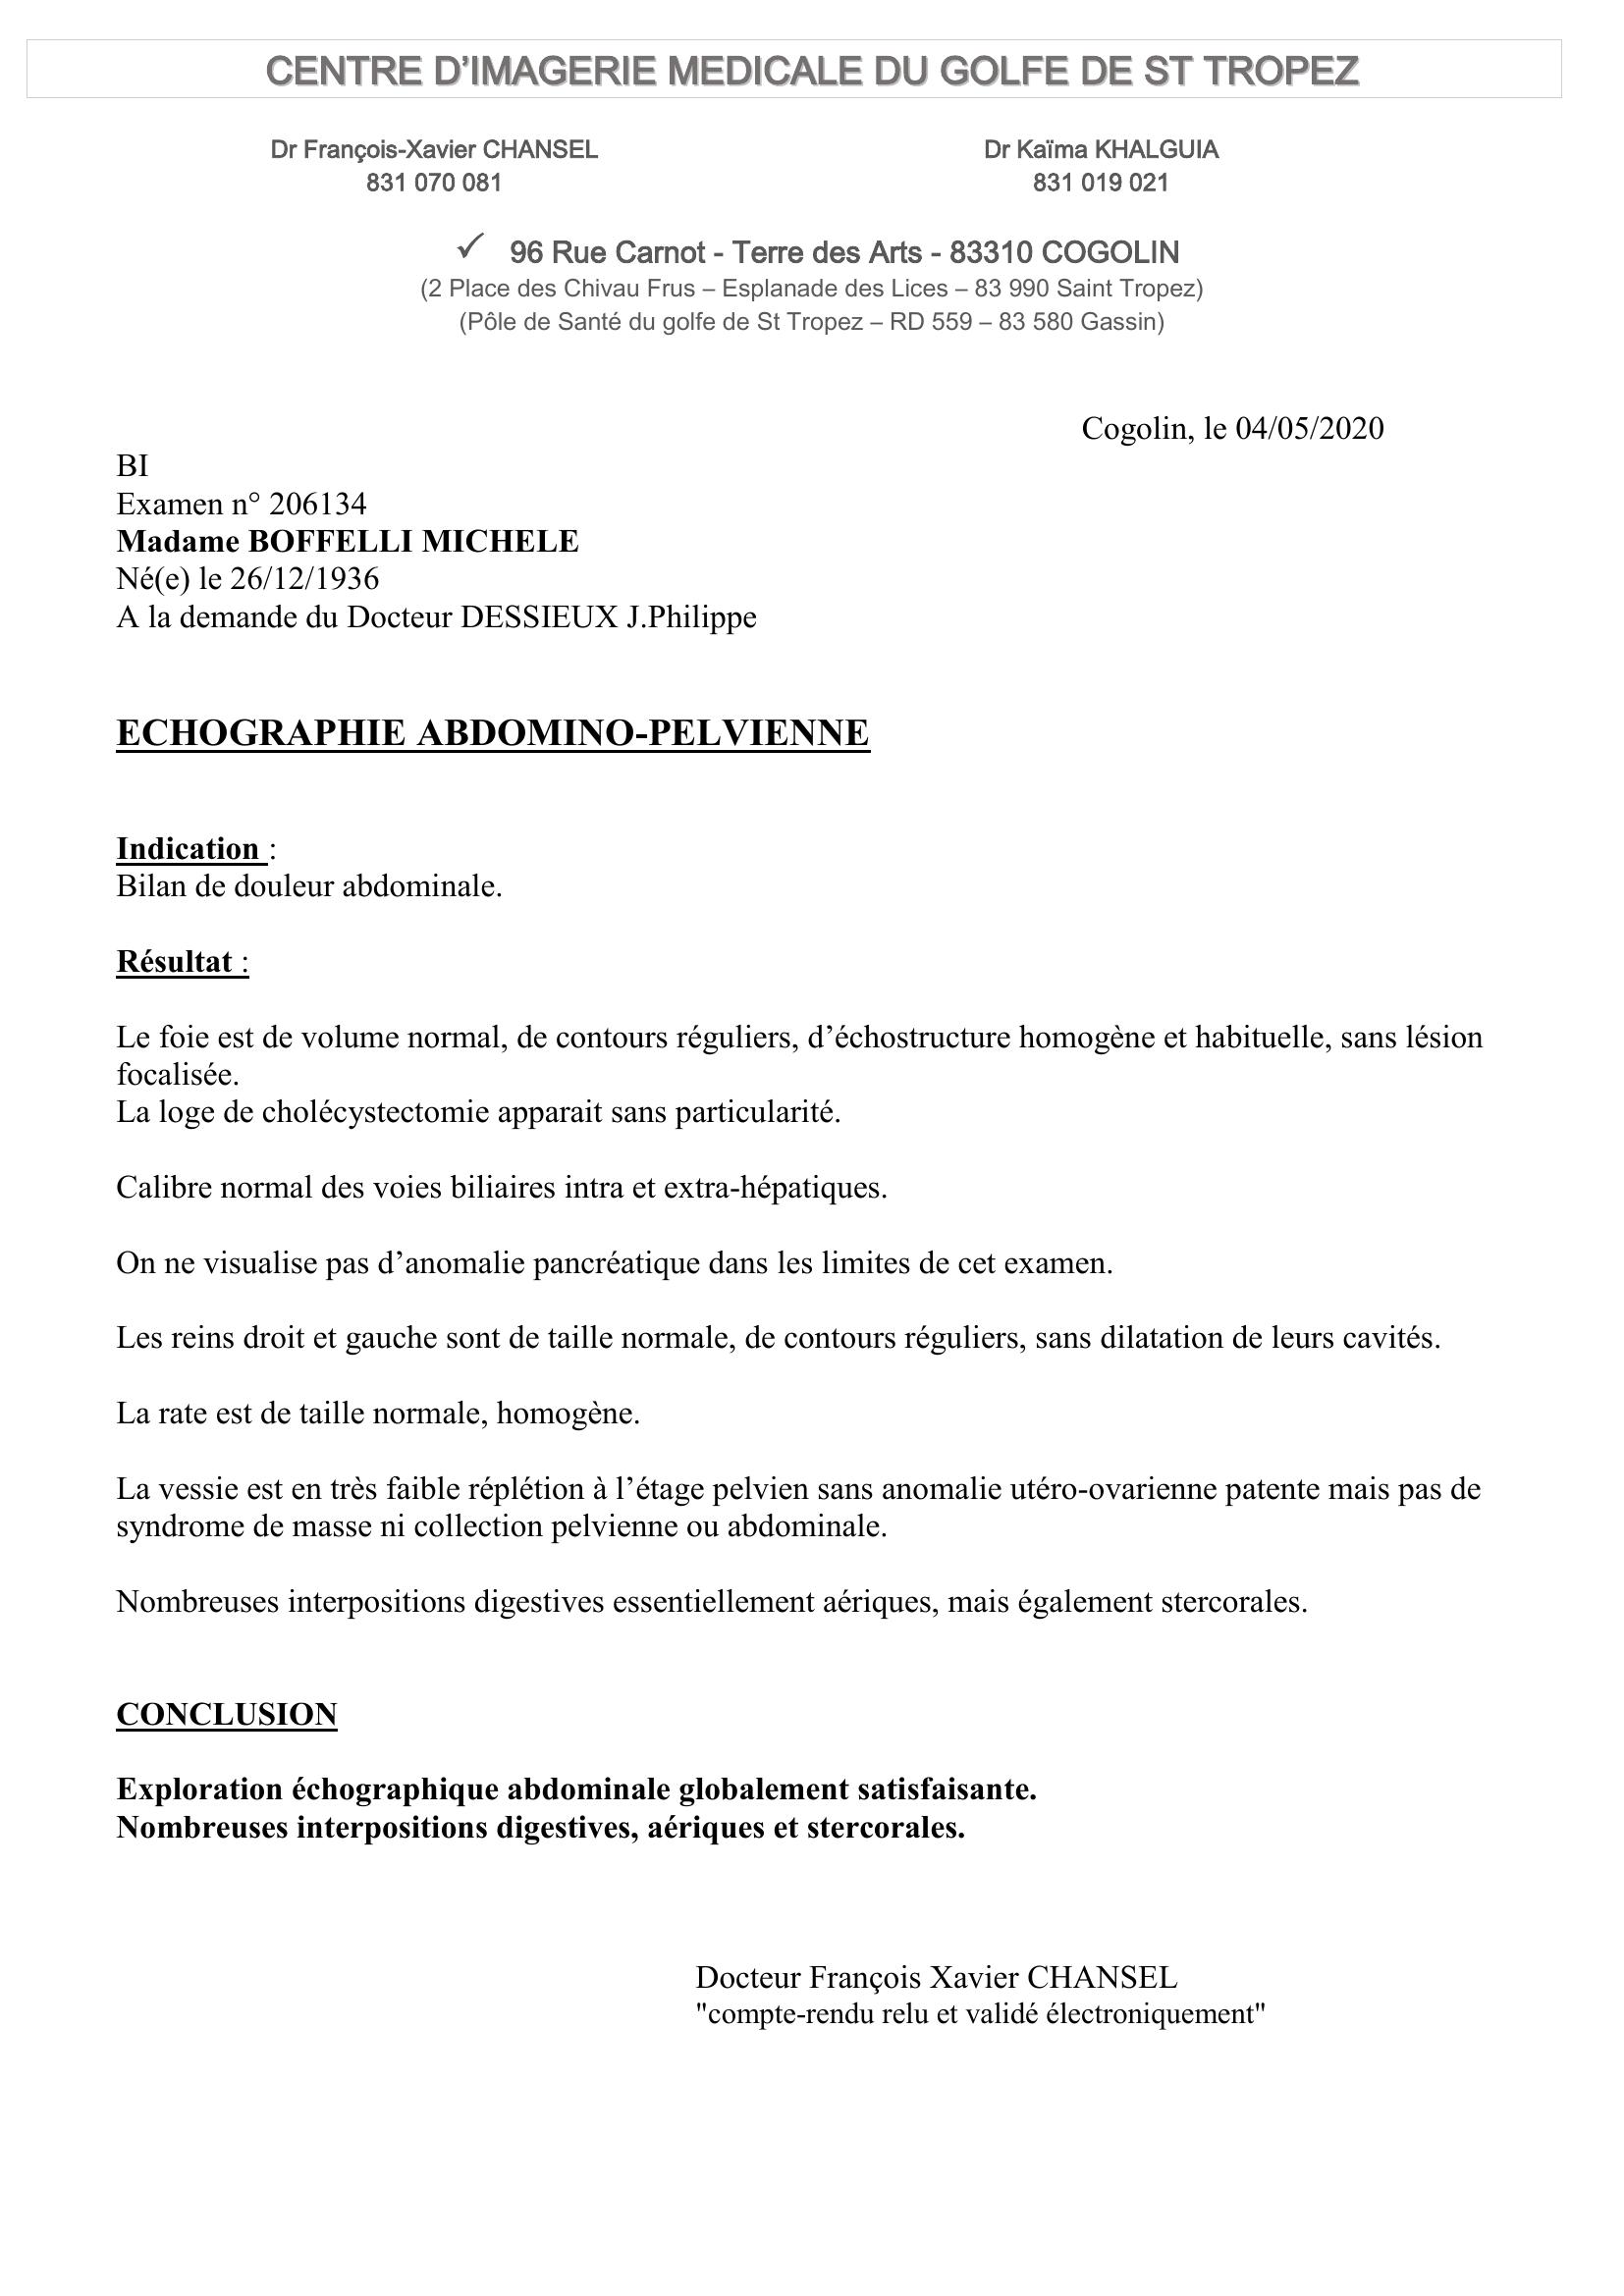 CENTRE D’IMAGERIE MEDICALE DU GOLFE DE ST TROPEZ
Dr François-Xavier CHANSEL
831 070 081
Dr Kaïma KHALGUIA
831 019 021
✓ 96 Rue Carnot - Terre des Arts - 83310 COGOLIN
(2 Place des Chivau Frus – Esplanade des Lices – 83 990 Saint Tropez)
(Pôle de Santé du golfe de St Tropez – RD 559 – 83 580 Gassin)
Cogolin, le 04/05/2020
BI
Examen n° 206134
Madame BOFFELLI MICHELE
Né(e) le 26/12/1936
A la demande du Docteur DESSIEUX J.Philippe
ECHOGRAPHIE ABDOMINO-PELVIENNE
Indication :
Bilan de douleur abdominale.
Résultat :
Le foie est de volume normal, de contours réguliers, d’échostructure homogène et habituelle, sans lésion
focalisée.
La loge de cholécystectomie apparait sans particularité.
Calibre normal des voies biliaires intra et extra-hépatiques.
On ne visualise pas d’anomalie pancréatique dans les limites de cet examen.
Les reins droit et gauche sont de taille normale, de contours réguliers, sans dilatation de leurs cavités.
La rate est de taille normale, homogène.
La vessie est en très faible réplétion à l’étage pelvien sans anomalie utéro-ovarienne patente mais pas de
syndrome de masse ni collection pelvienne ou abdominale.
Nombreuses interpositions digestives essentiellement aériques, mais également stercorales.
CONCLUSION
Exploration échographique abdominale globalement satisfaisante.
Nombreuses interpositions digestives, aériques et stercorales.
Docteur François Xavier CHANSEL
"compte-rendu relu et validé électroniquement"